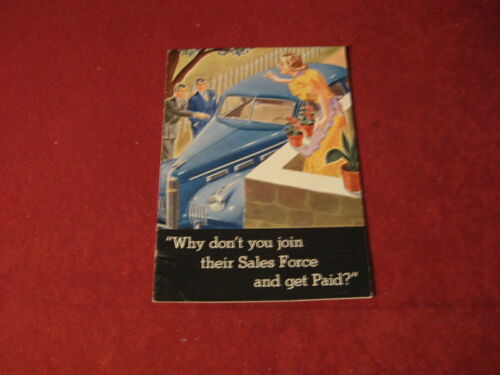 "Why don't you join
their Sales Force
and get Paid?"